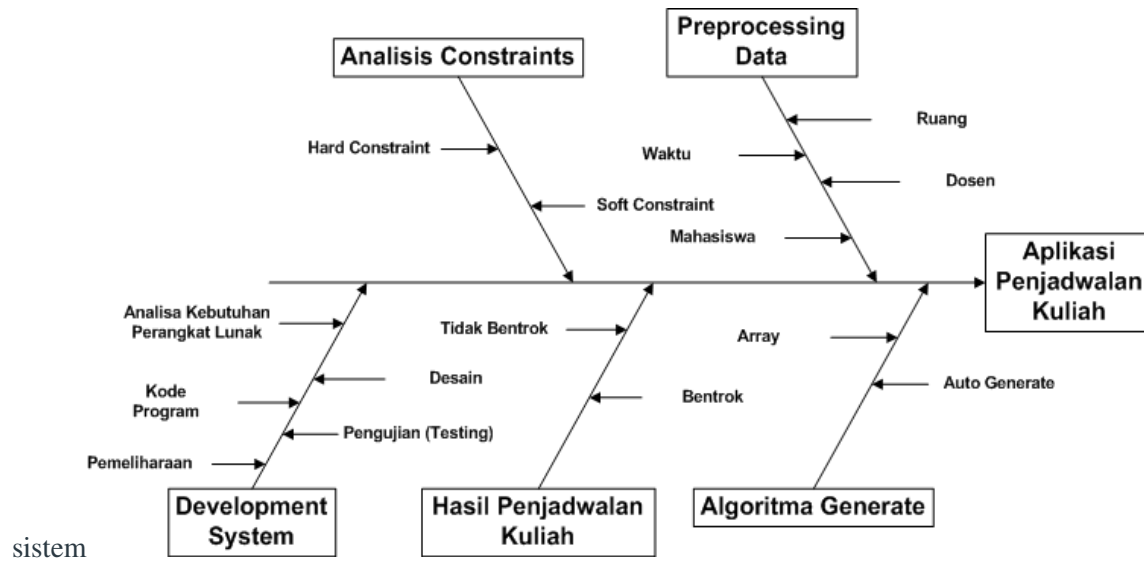 Preprocessing
Data
Analisis Constraints
Ruang
Hard Constraint
Waktu
Dosen
Soft Constraint
Mahasiswa
Aplikasi
Penjadwalan
Kuliah
Analisa Kebutuhan
Perangkat Lunak
Tidak Bentrok
Array
Desain
Auto Generate
Kode
Program
Bentrok
Pengujian (Testing)
Pemeliharaan
Development
System
Hasil Penjadwalan
Kuliah
Algoritma Generate
sistem